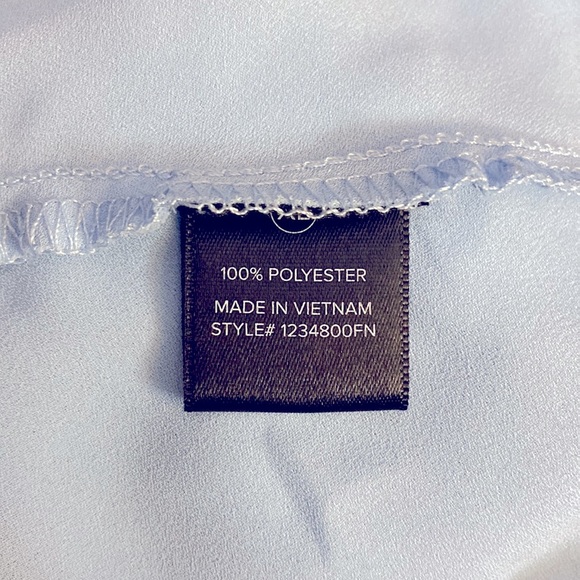 100% POLYESTER
MADE IN VIETNAM
STYLE# 1234800FN